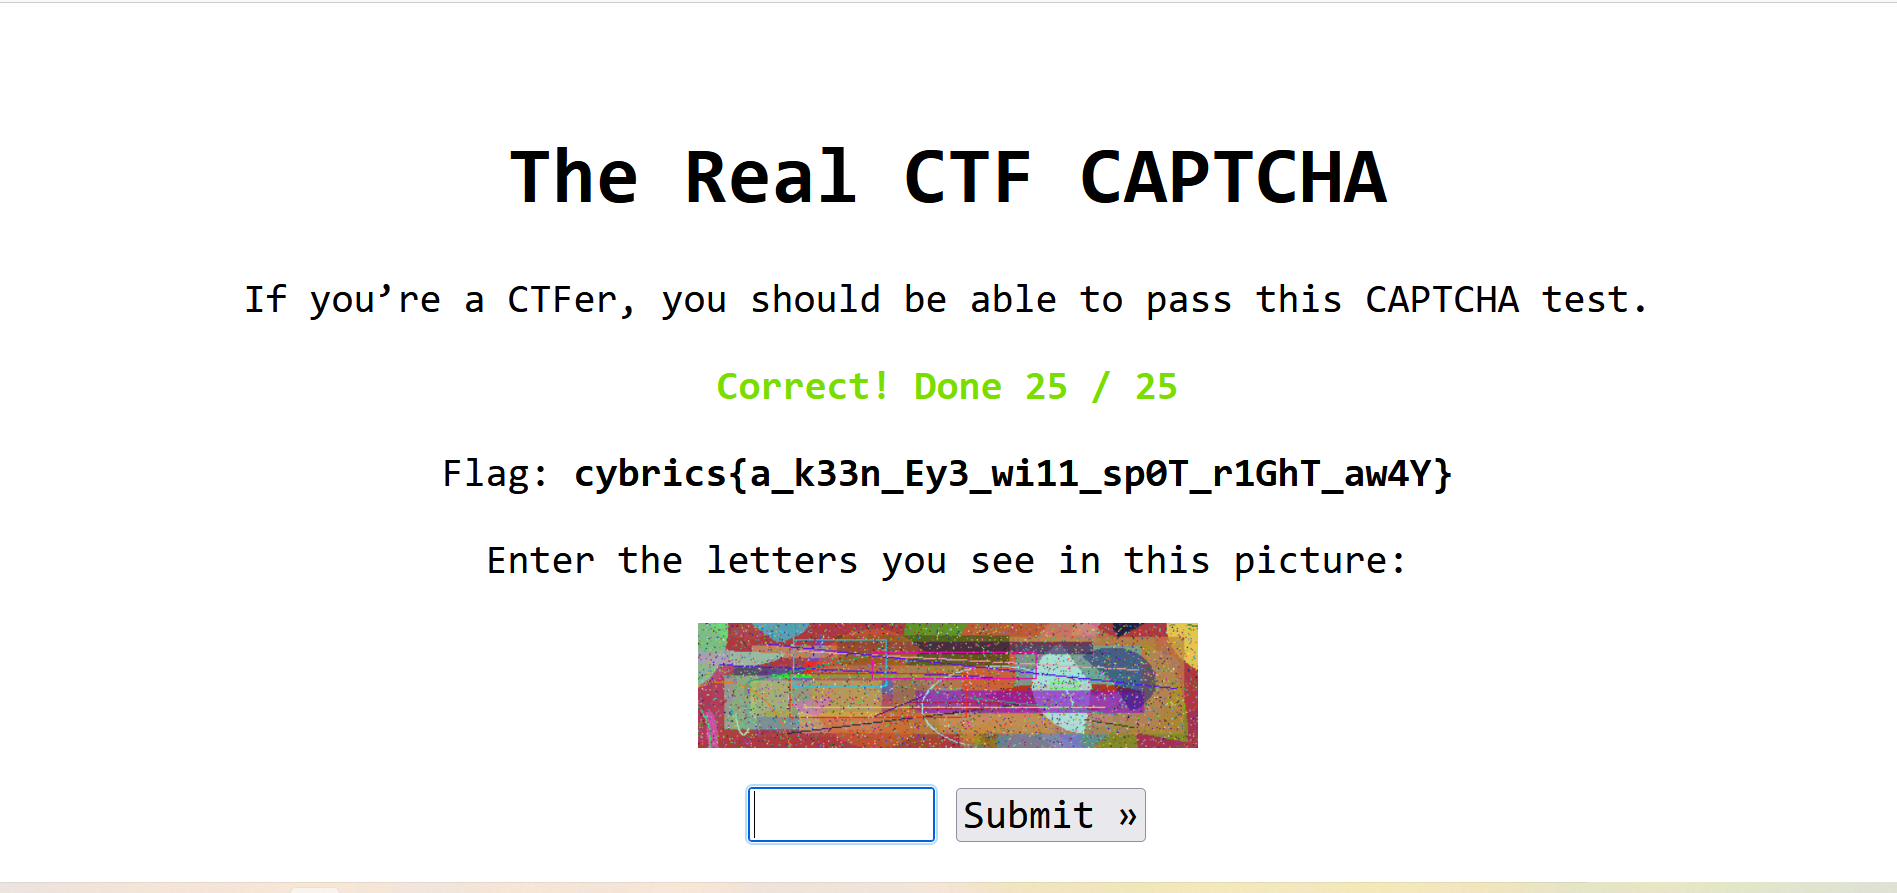 The Real CTF CAPTCHA
If you’re a CTFer, you should be able to pass this CAPTCHA test.
Correct! Done 25 / 25
Flag: cybrics{a_k33n_Ey3_wi11_sp0T_r1GhT_aw4Y}
Enter the letters you see in this picture:
Submit »